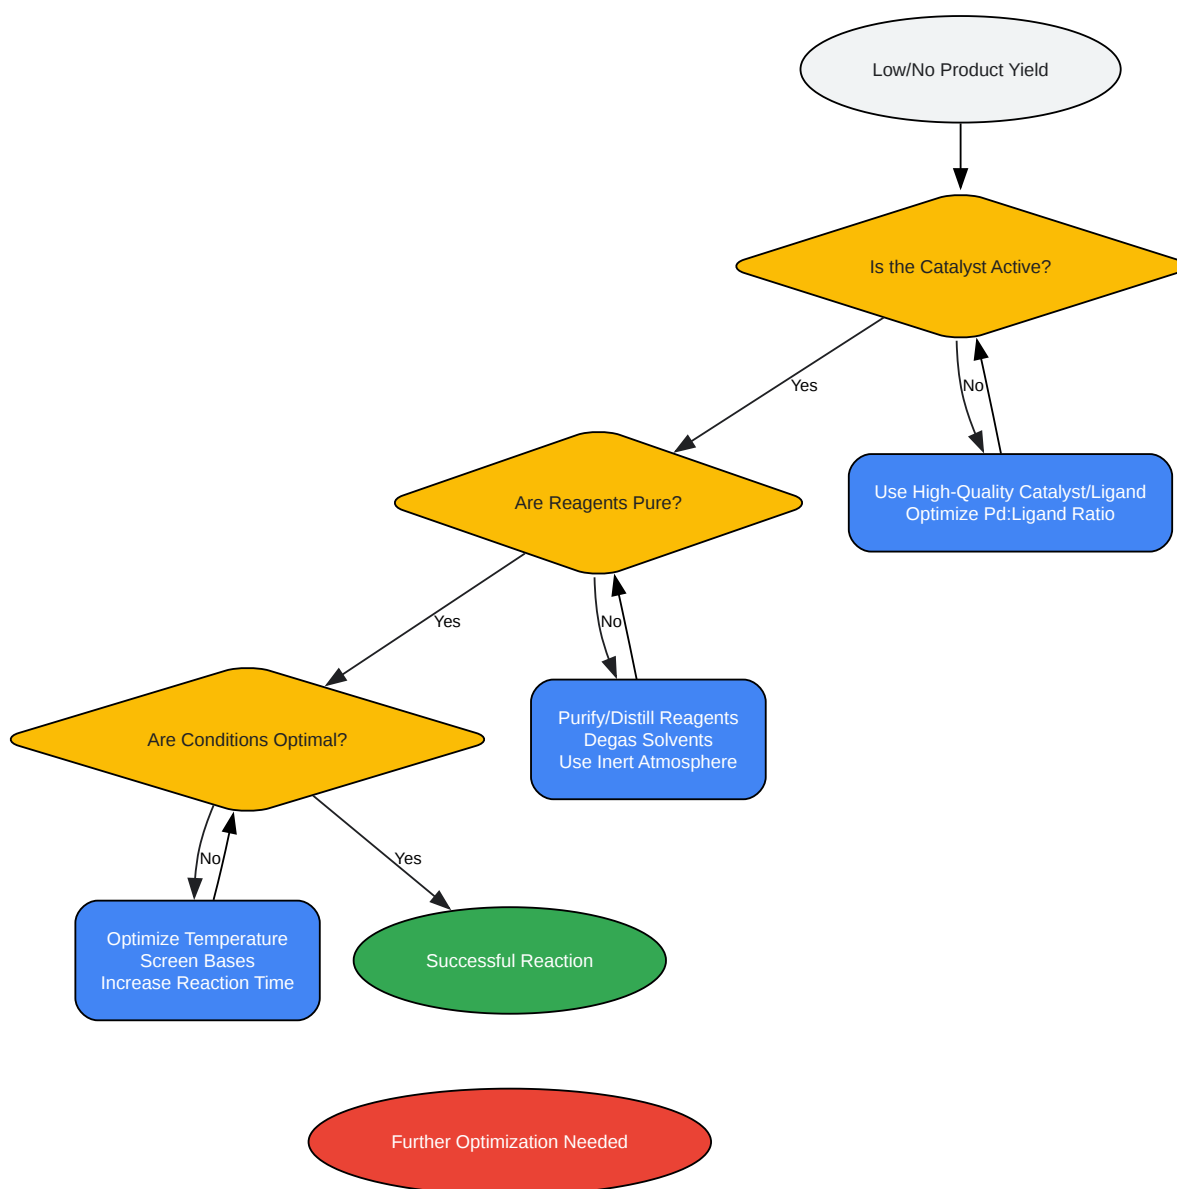 Low/No Product Yield
Is the Catalyst Active?
Yes
No
Use High-Quality Catalyst/Ligand
Optimize Pd:Ligand Ratio
Are Reagents Pure?
Yes
No
Purify/Distill Reagents
Degas Solvents
Use Inert Atmosphere
Are Conditions Optimal?
No
Yes
Optimize Temperature
Screen Bases
Increase Reaction Time
Successful Reaction
Further Optimization Needed